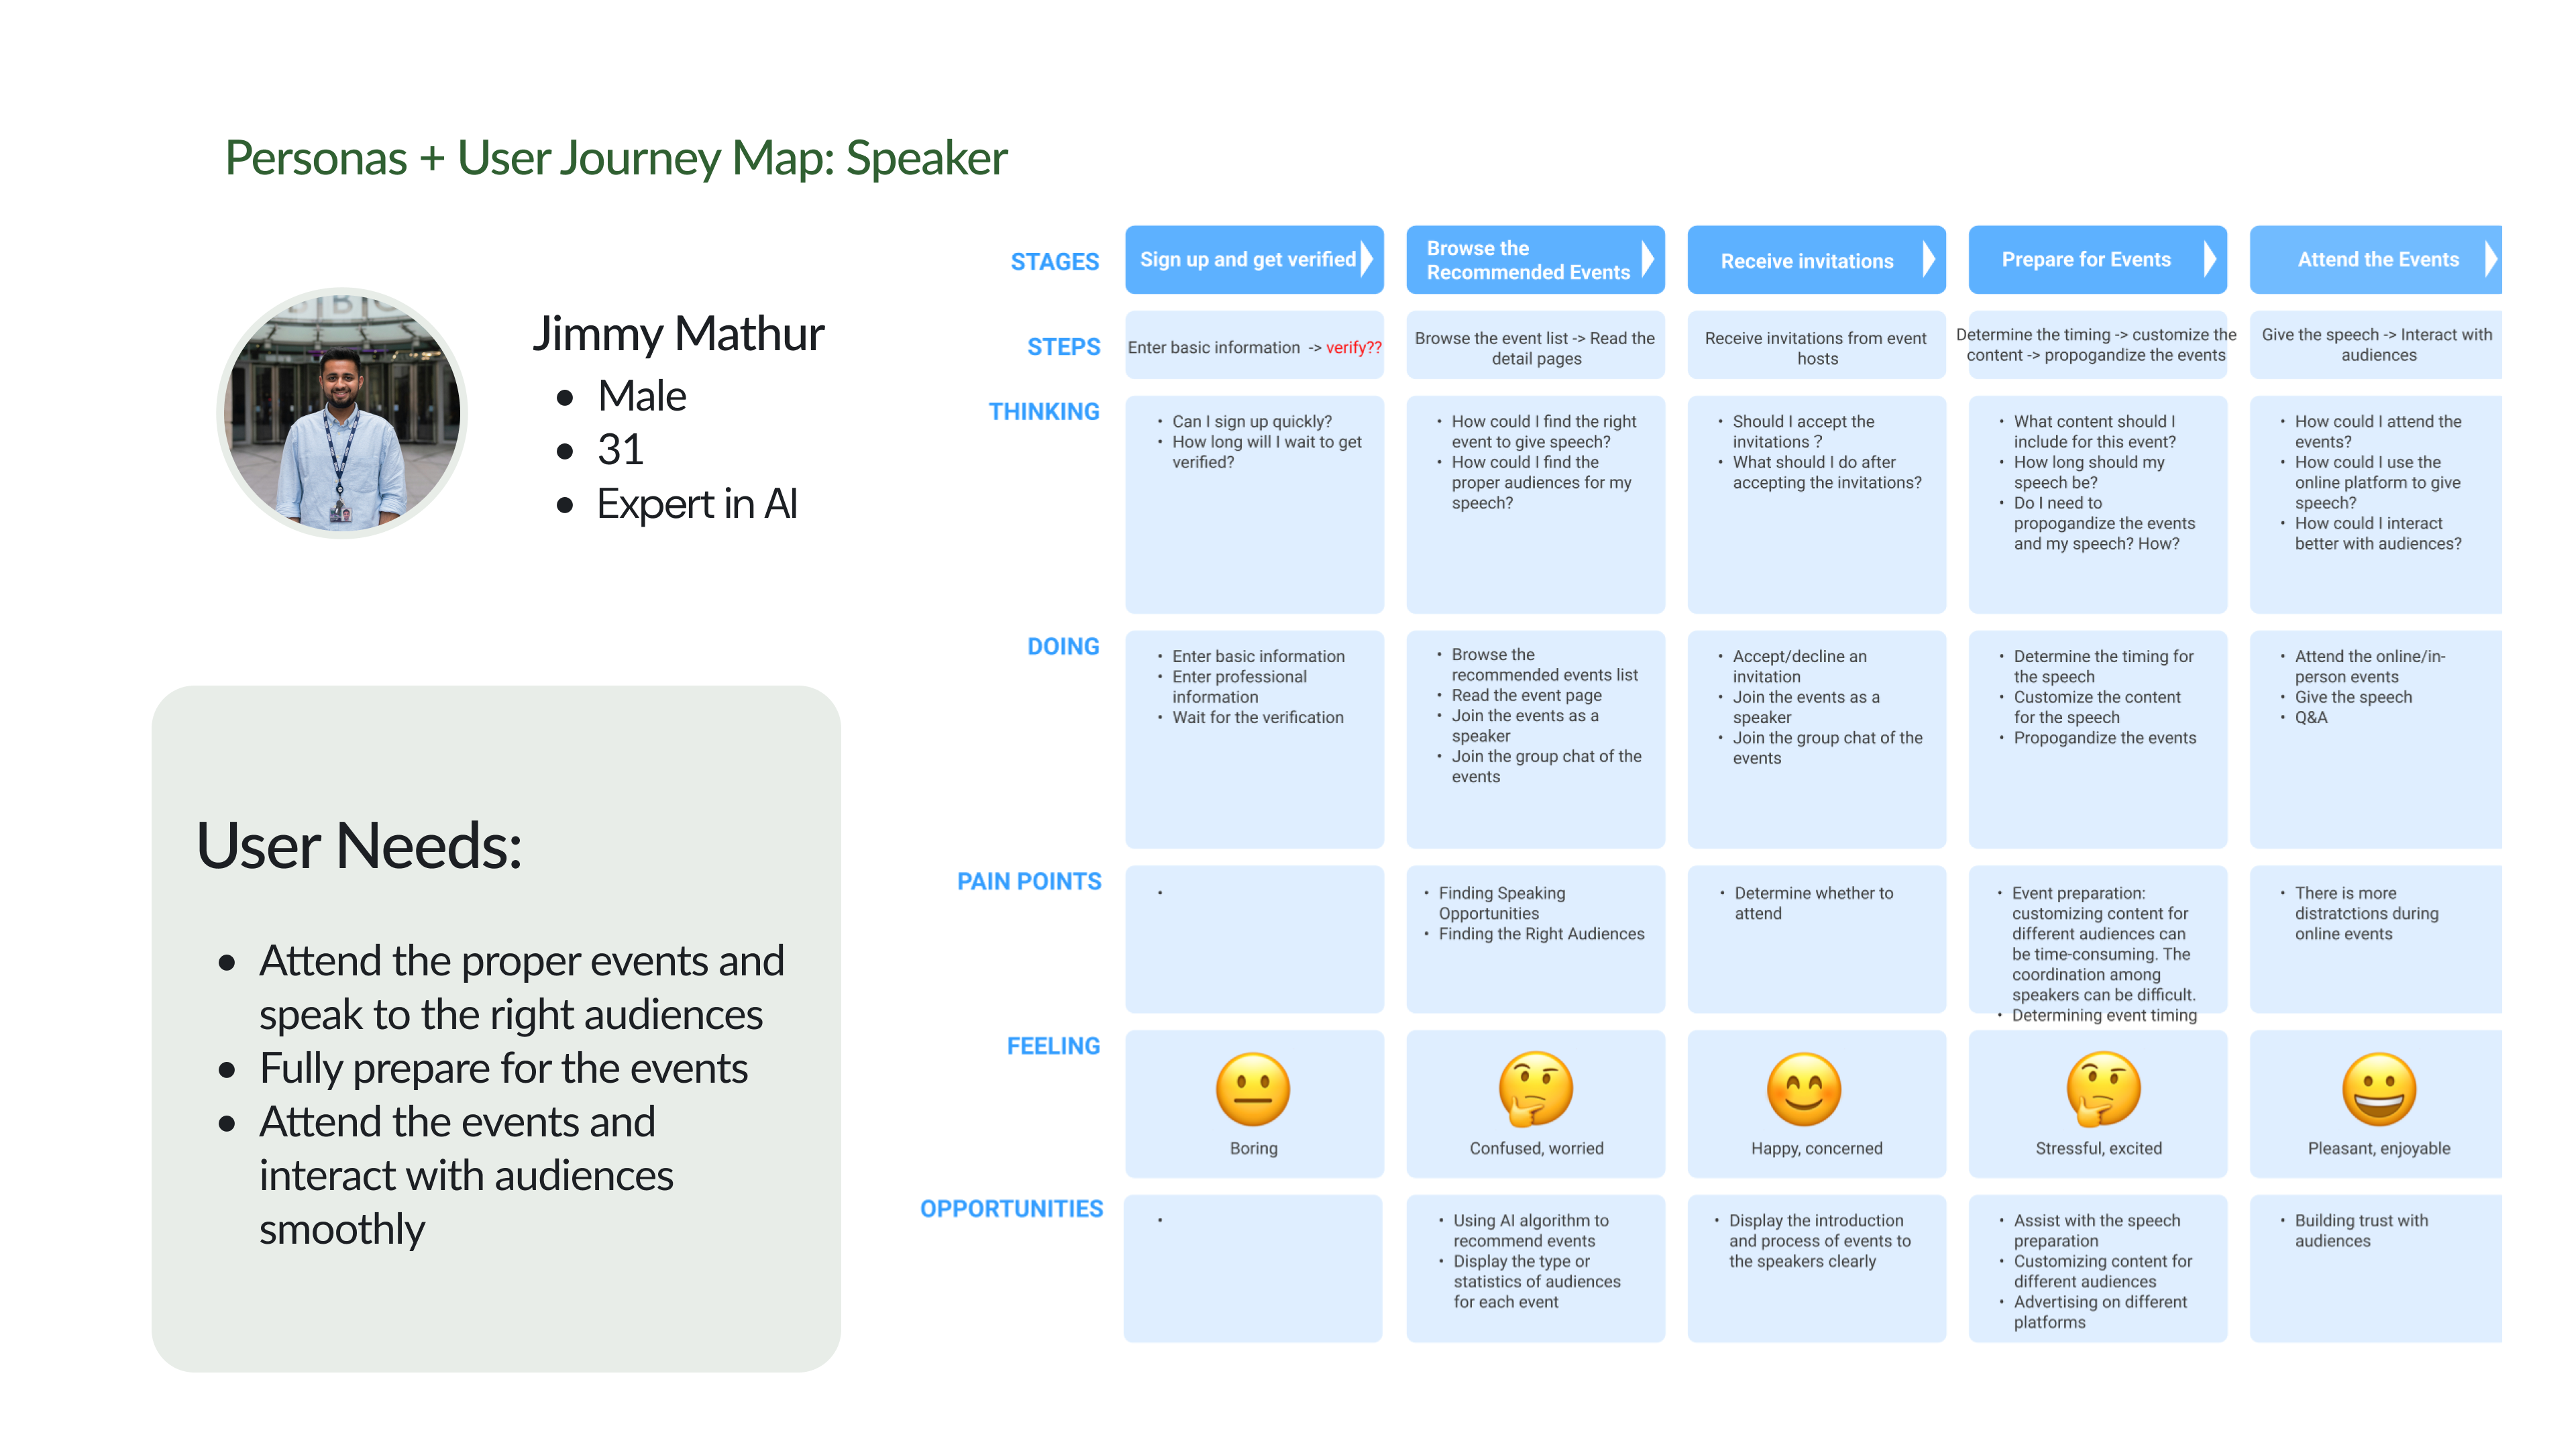 Personas + User Journey Map: Speaker
BBC
Jimmy Mathur
• Male
• 31
• Expert in AI
User Needs:
• Attend the proper events and
speak to the right audiences
• Fully prepare for the events
• Attend the events and
interact with audiences
smoothly
STAGES
Sign up and get verified
Browse the
Recommended Events
Receive invitations
Prepare for Events
Attend the Events
STEPS
Enter basic information -> verify??
Browse the event list -> Read the
detail pages
Receive invitations from event
hosts
Determine the timing -> customize the
content -> propogandize the events
Give the speech -> Interact with
audiences
THINKING
• Can I sign up quickly?
• How long will I wait to get
verified?
• How could I find the right
event to give speech?
• How could I find the
proper audiences for my
speech?
• Should I accept the
invitations？
• What should I do after
accepting the invitations?
• What content should I
include for this event?
• How long should my
speech be?
• Do I need to
propogandize the events
and my speech? How?
• How could I attend the
events?
• How could I use the
online platform to give
speech?
• How could I interact
better with audiences?
DOING
• Enter basic information
• Enter professional
information
• Wait for the verification
• Browse the
recommended events list
• Read the event page
• Join the events as a
speaker
• Join the group chat of the
events
• Accept/decline an
invitation
• Join the events as a
speaker
• Join the group chat of the
events
• Determine the timing for
the speech
• Customize the content
for the speech
• Propogandize the events
• Attend the online/in-
person events
• Give the speech
• Q&A
PAIN POINTS
•
• Finding Speaking
Opportunities
• Finding the Right Audiences
• Determine whether to
attend
• Event preparation:
customizing content for
different audiences can
be time-consuming. The
coordination among
speakers can be difficult.
• Determining event timing
• There is more
distratctions during
online events
FEELING
Boring
Confused, worried
Happy, concerned
Stressful, excited
Pleasant, enjoyable
OPPORTUNITIES
•
• Using AI algorithm to
recommend events
• Display the type or
statistics of audiences
for each event
• Display the introduction
and process of events to
the speakers clearly
• Assist with the speech
preparation
• Customizing content for
different audiences
• Advertising on different
platforms
• Building trust with
audiences